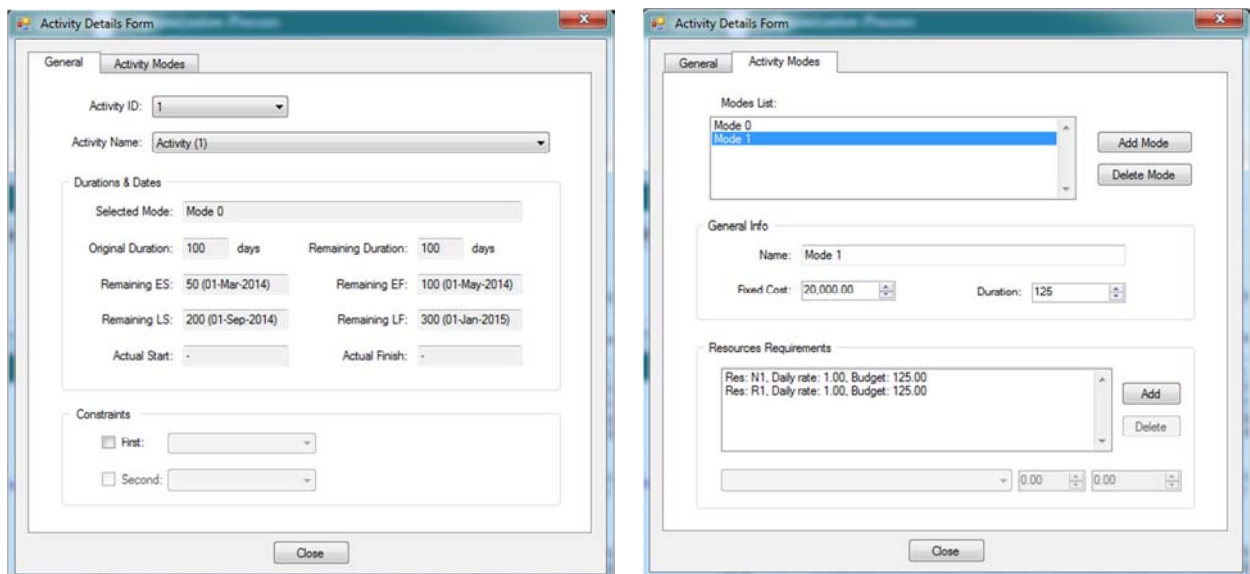 Activity Details Form
General
Activity Modes
Activity ID: 1
Activity Name: Activity (1)
Durations & Dates
Selected Mode: Mode 0
Original Duration: 100 days Remaining Duration: 100 days
Remaining ES: 50 (01-Mar-2014) Remaining EF: 100 (01-May-2014)
Remaining LS: 200 (01-Sep-2014) Remaining LF: 300 (01-Jan-2015)
Actual Start: - Actual Finish: -
Constraints
First:
Second:
Close
Activity Details Form
General
Activity Modes
Modes List:
Mode 0
Mode 1
Add Mode
Delete Mode
General Info
Name: Mode 1
Fixed Cost: 20,000.00 Duration: 125
Resources Requirements
Res: N1, Daily rate: 1.00, Budget: 125.00
Res: R1, Daily rate: 1.00, Budget: 125.00
Add
Delete
0.00 0.00
Close